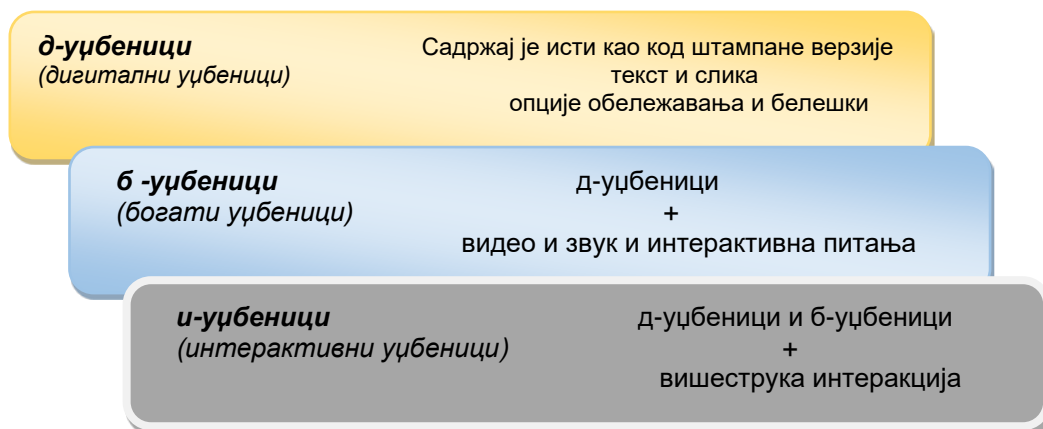 д-уџбеници
(дигитални уџбеници)
Садржај је исти као код штампане верзије
текст и слика
опције обележавања и белешки
б -уџбеници
(богати уџбеници)
д-уџбеници
+
видео и звук и интерактивна питања
и-уџбеници
(интерактивни уџбеници)
д-уџбеници и б-уџбеници
+
вишеструка интеракција